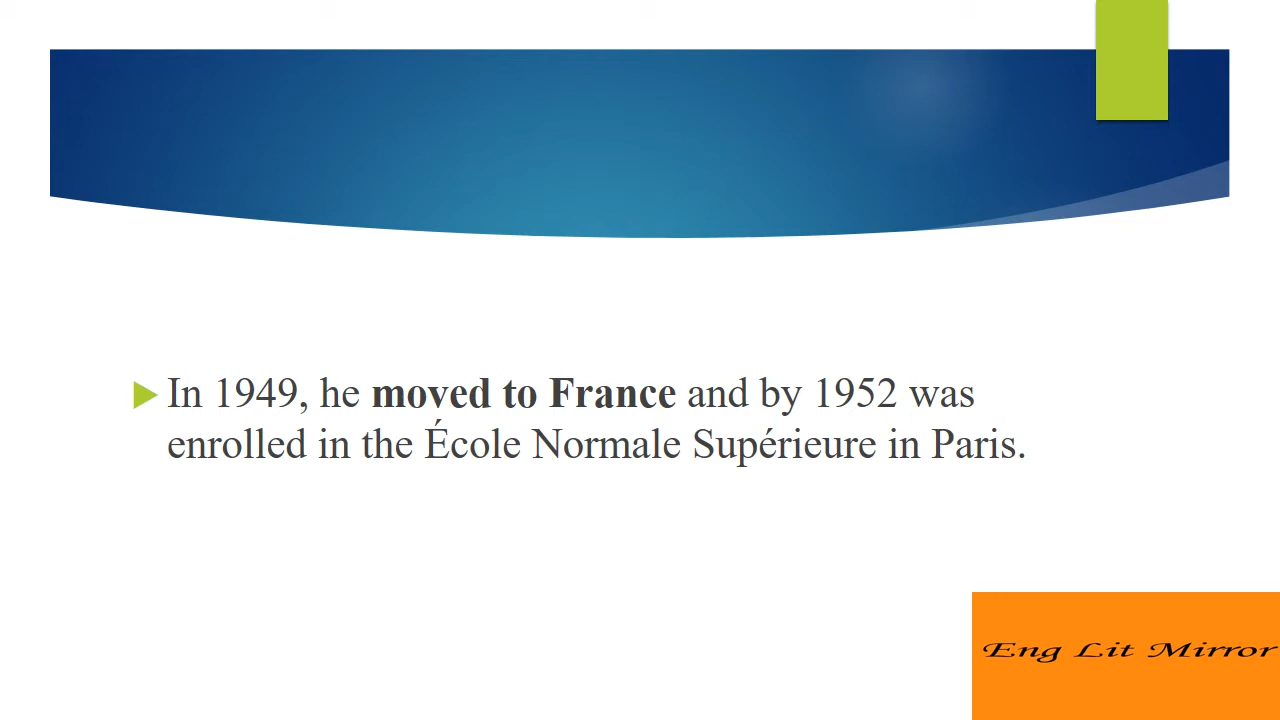 In 1949, he moved to France and by 1952 was
enrolled in the École Normale Supérieure in Paris.
Eng Lit Mirror